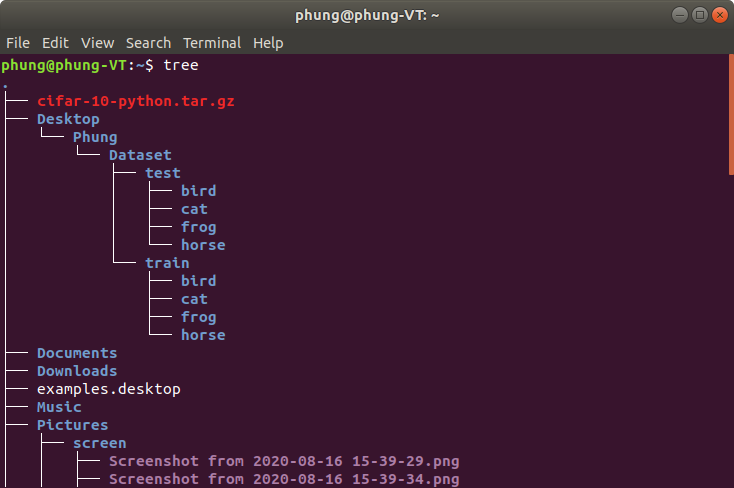 phung@phung-VT: ~
File Edit View Search Terminal Help
phung@phung-VT:~$ tree
.
├── cifar-10-python.tar.gz
├── Desktop
│   └── Phung
│       └── Dataset
│           ├── test
│           │   ├── bird
│           │   ├── cat
│           │   ├── frog
│           │   └── horse
│           └── train
│               ├── bird
│               ├── cat
│               ├── frog
│               └── horse
├── Documents
├── Downloads
├── examples.desktop
├── Music
├── Pictures
│   ├── screen
│   │   ├── Screenshot from 2020-08-16 15-39-29.png
│   │   ├── Screenshot from 2020-08-16 15-39-34.png